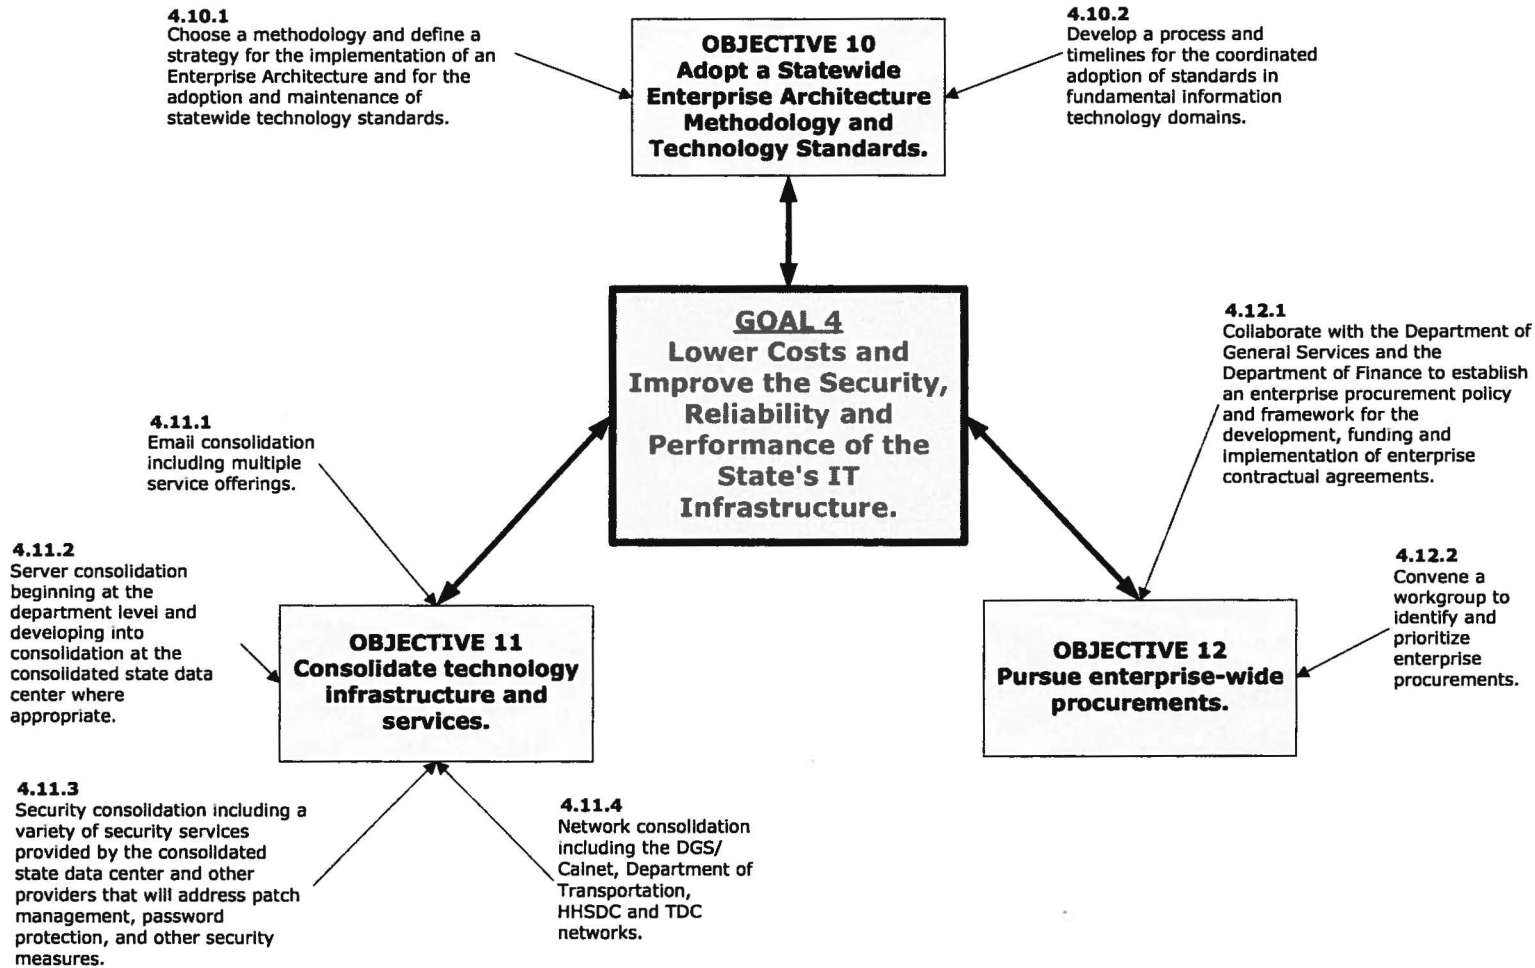 4.10.1
Choose a methodology and define a
strategy for the implementation of an
Enterprise Architecture and for the
adoption and maintenance of
statewide technology standards.
OBJECTIVE 10
Adopt a Statewide
Enterprise Architecture
Methodology and
Technology Standards.
4.10.2
Develop a process and
timelines for the coordinated
adoption of standards in
fundamental information
technology domains.
GOAL 4
Lower Costs and
Improve the Security,
Reliability and
Performance of the
State's IT
Infrastructure.
4.12.1
Collaborate with the Department of
General Services and the
Department of Finance to establish
an enterprise procurement policy
and framework for the
development, funding and
implementation of enterprise
contractual agreements.
4.11.1
Email consolidation
including multiple
service offerings.
4.11.2
Server consolidation
beginning at the
department level and
developing into
consolidation at the
consolidated state data
center where
appropriate.
OBJECTIVE 11
Consolidate technology
infrastructure and
services.
OBJECTIVE 12
Pursue enterprise-wide
procurements.
4.12.2
Convene a
workgroup to
identify and
prioritize
enterprise
procurements.
4.11.3
Security consolidation including a
variety of security services
provided by the consolidated
state data center and other
providers that will address patch
management, password
protection, and other security
measures.
4.11.4
Network consolidation
including the DGS/
Calnet, Department of
Transportation,
HHSDC and TDC
networks.